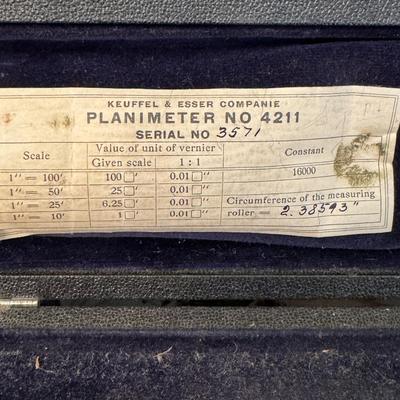 KEUFFEL & ESSER COMPANIE
PLANIMETER NO 4211
SERIAL NO 3571
Scale
Value of unit of vernier
Given scale 1 : 1
Constant
1" = 100' 100□' 0.01□"
1" = 50' 25□' 0.01□"
1" = 25' 6.25□' 0.01□"
1" = 10' 1□' 0.01□"
16000
Circumference of the measuring
roller = 2.38593"